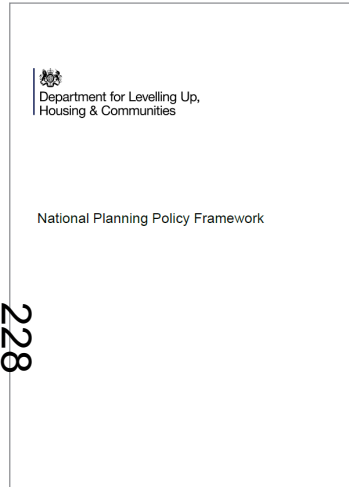 Department for Levelling Up,
Housing & Communities
National Planning Policy Framework
228